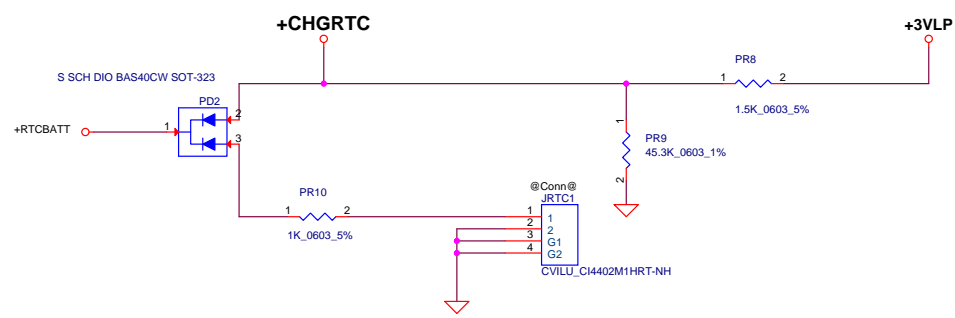 +CHGRTC
+3VLP
PR8
1 2
1.5K_0603_5%
S SCH DIO BAS40CW SOT-323
PD2
+RTCBATT
1
2
3
1
PR9
45.3K_0603_1%
2
PR10
1 2
1K_0603_5%
@Conn@
JRTC1
1 1
2 2
3 G1
4 G2
CVILU_CI4402M1HRT-NH